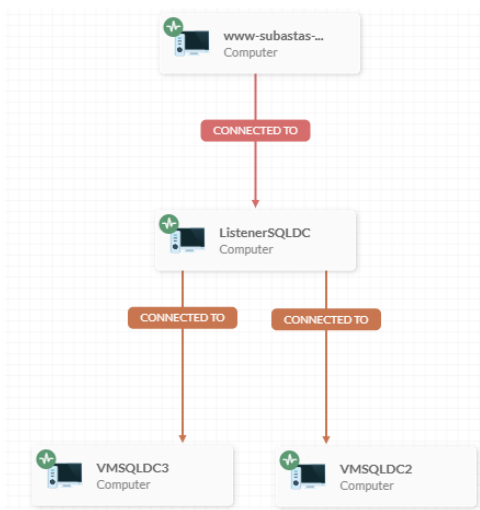 www-subastas-...
Computer
CONNECTED TO
ListenerSQLDC
Computer
CONNECTED TO
CONNECTED TO
VMSQLDC3
Computer
VMSQLDC2
Computer